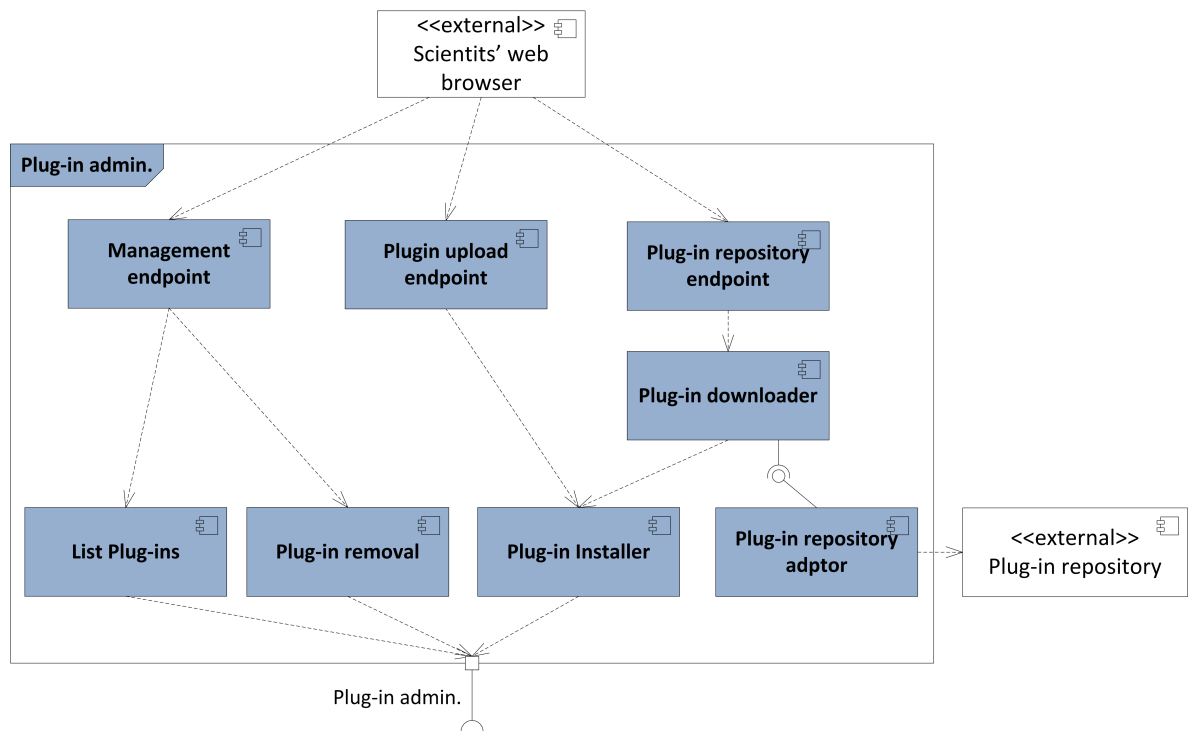 <<external>>
Scientits’ web
browser
Plug-in admin.
Management
endpoint
Plugin upload
endpoint
Plug-in repository
endpoint
Plug-in downloader
List Plug-ins
Plug-in removal
Plug-in Installer
Plug-in repository
adptor
<<external>>
Plug-in repository
Plug-in admin.